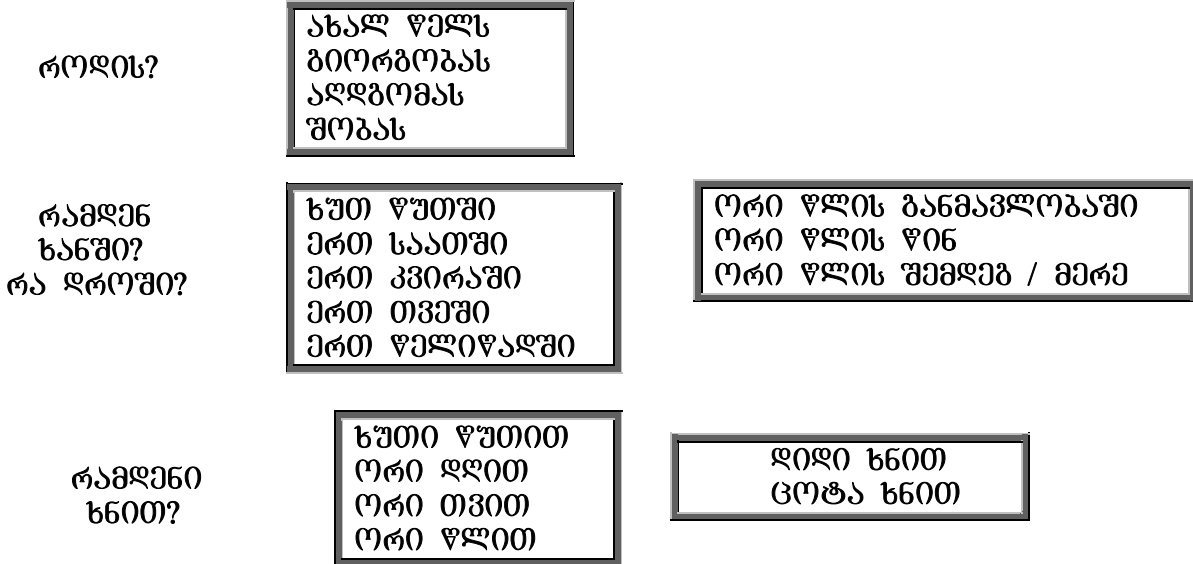 როდის?
ახალ წელს
გიორგობას
აღდგომას
შობას
რამდენ
ხანში?
რა დროში?
ხუთ წუთში
ერთ საათში
ერთ კვირაში
ერთ თვეში
ერთ წელიწადში
ორი წლის განმავლობაში
ორი წლის წინ
ორი წლის შემდეგ / მერე
რამდენი
ხნით?
ხუთი წუთით
ორი დღით
ორი თვით
ორი წლით
დიდი ხნით
ცოტა ხნით